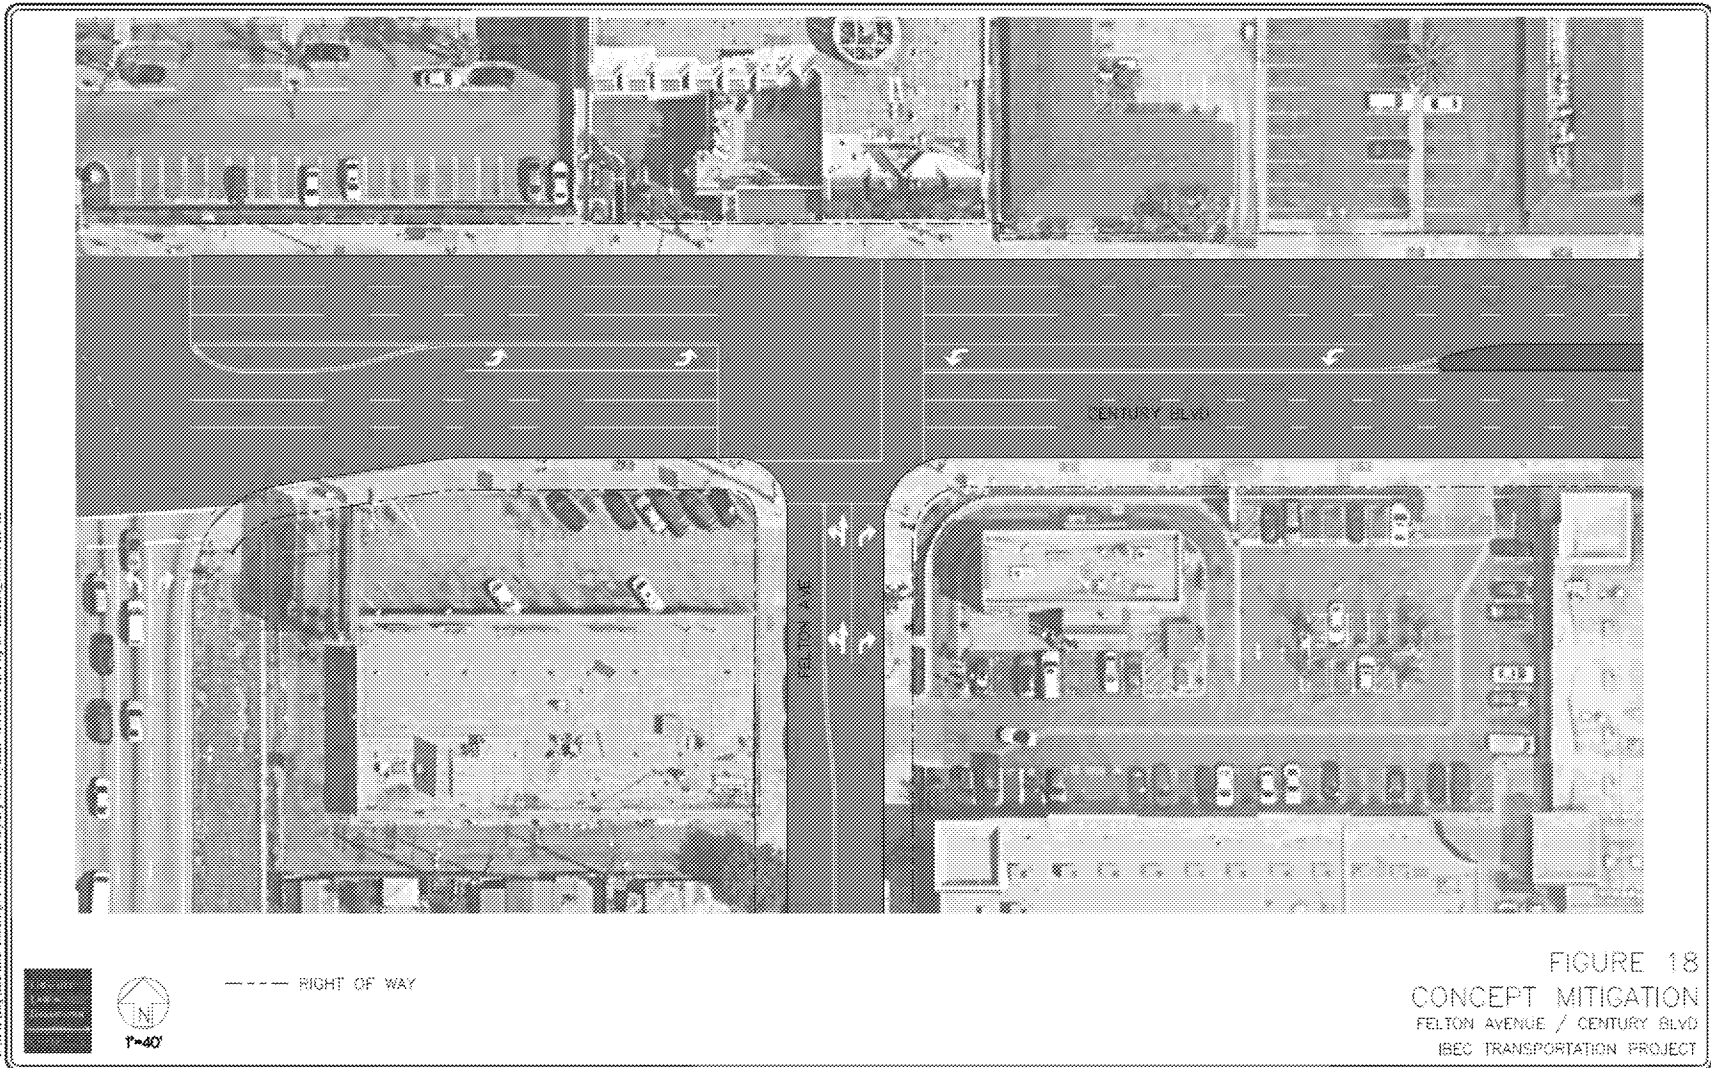 CENTURY BLVD
FELTON AVE
RIGHT OF WAY
N
1"=40'
FIGURE 18
CONCEPT MITIGATION
FELTON AVENUE / CENTURY BLVD
IBEC TRANSPORTATION PROJECT